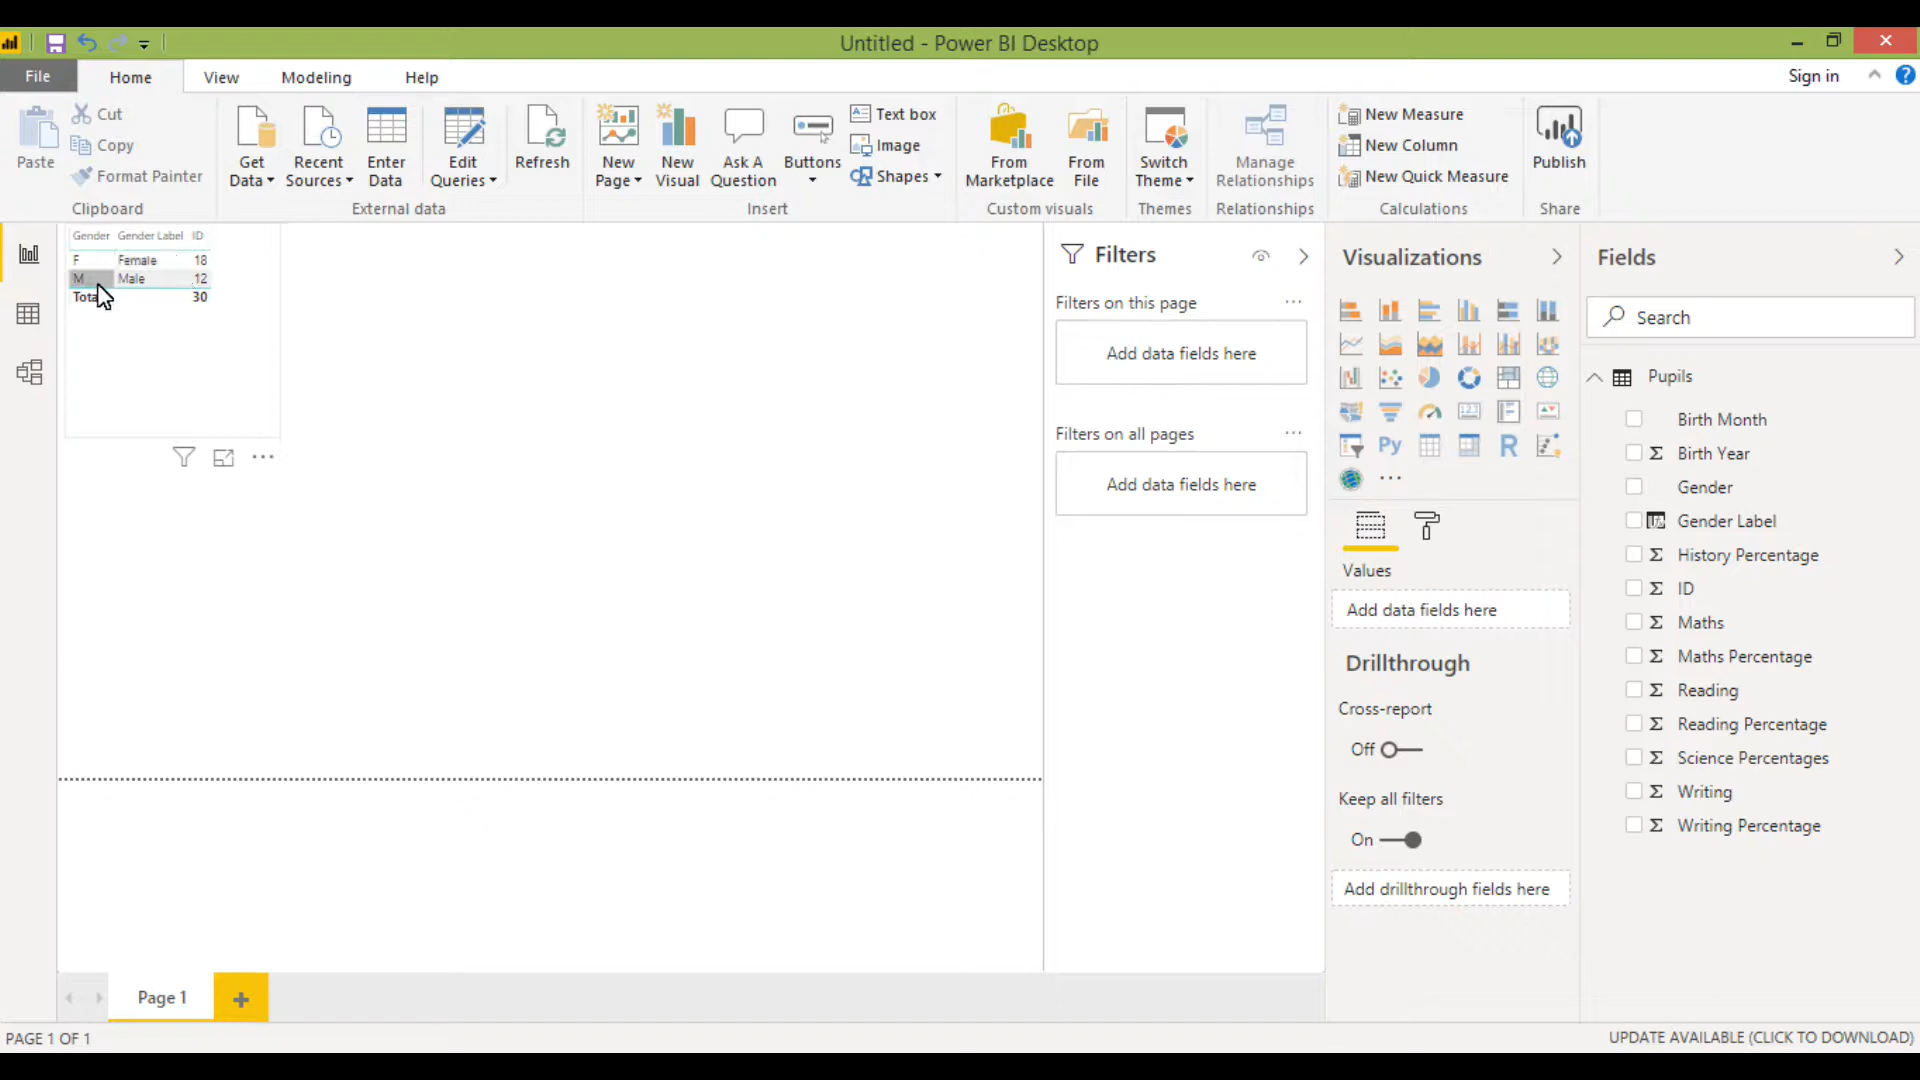 Untitled - Power BI Desktop
File Home View Modeling Help Sign in
Paste
Cut
Copy
Format Painter
Clipboard
Get Data
Recent Sources
Enter Data
Edit Queries
Refresh
External data
New Page
New Visual
Ask A Question
Buttons
Text box
Image
Shapes
Insert
From Marketplace
From File
Custom visuals
Switch Theme
Themes
Manage Relationships
Relationships
New Measure
New Column
New Quick Measure
Calculations
Publish
Share
Gender Gender Label ID
F Female 18
M Male 12
Total 30
Filters
Filters on this page
Add data fields here
Filters on all pages
Add data fields here
Visualizations
Py
R
Values
Add data fields here
Drillthrough
Cross-report
Off
Keep all filters
On
Add drillthrough fields here
Fields
Search
Pupils
Birth Month
Σ Birth Year
Gender
Gender Label
Σ History Percentage
Σ ID
Σ Maths
Σ Maths Percentage
Σ Reading
Σ Reading Percentage
Σ Science Percentages
Σ Writing
Σ Writing Percentage
Page 1
PAGE 1 OF 1
UPDATE AVAILABLE (CLICK TO DOWNLOAD)